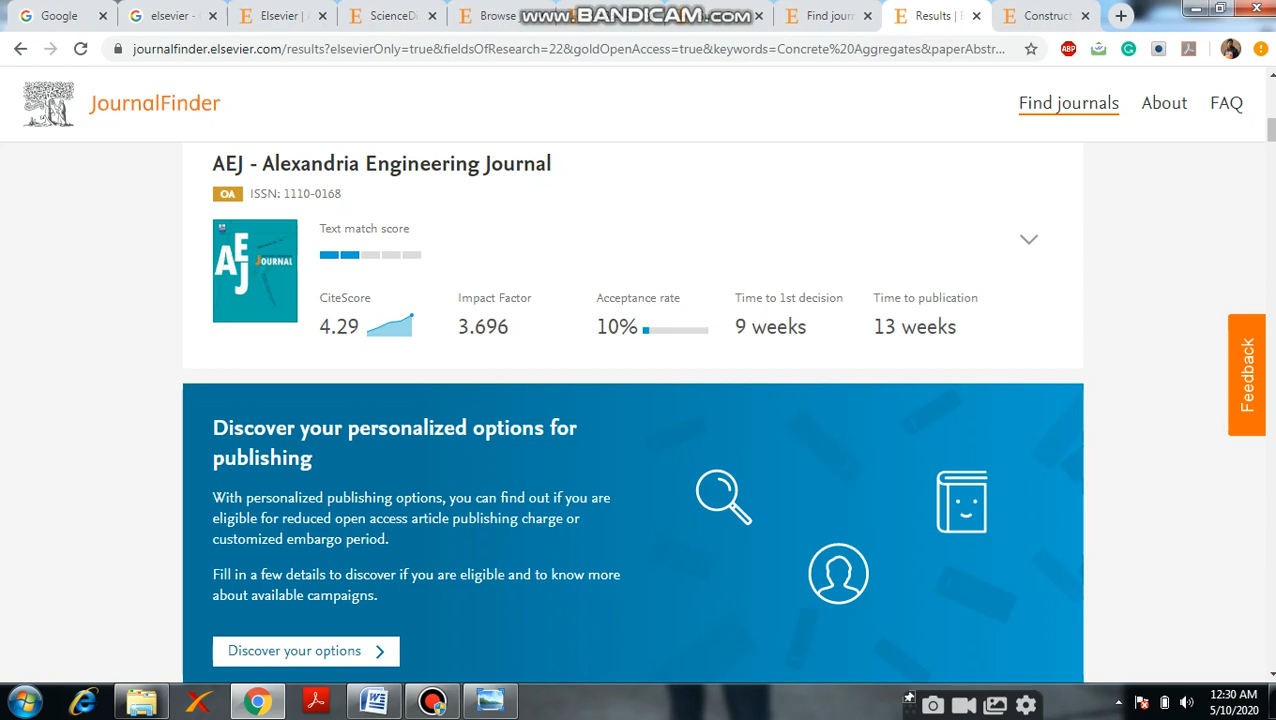 Google
elsevier -
Elsevier |
ScienceDi
Browse
www.BANDICAM.com
Find jour
Results |
Construct
journalfinder.elsevier.com/results?elsevierOnly=true&fieldsOfResearch=22&goldOpenAccess=true&keywords=Concrete%20Aggregates&paperAbstr...
ABP
JournalFinder
Find journals
About
FAQ
AEJ - Alexandria Engineering Journal
OA ISSN: 1110-0168
AEJ JOURNAL
Text match score
CiteScore
Impact Factor
Acceptance rate
Time to 1st decision
Time to publication
4.29
3.696
10%
9 weeks
13 weeks
Feedback
Discover your personalized options for
publishing
With personalized publishing options, you can find out if you are
eligible for reduced open access article publishing charge or
customized embargo period.
Fill in a few details to discover if you are eligible and to know more
about available campaigns.
Discover your options
12:30 AM
5/10/2020